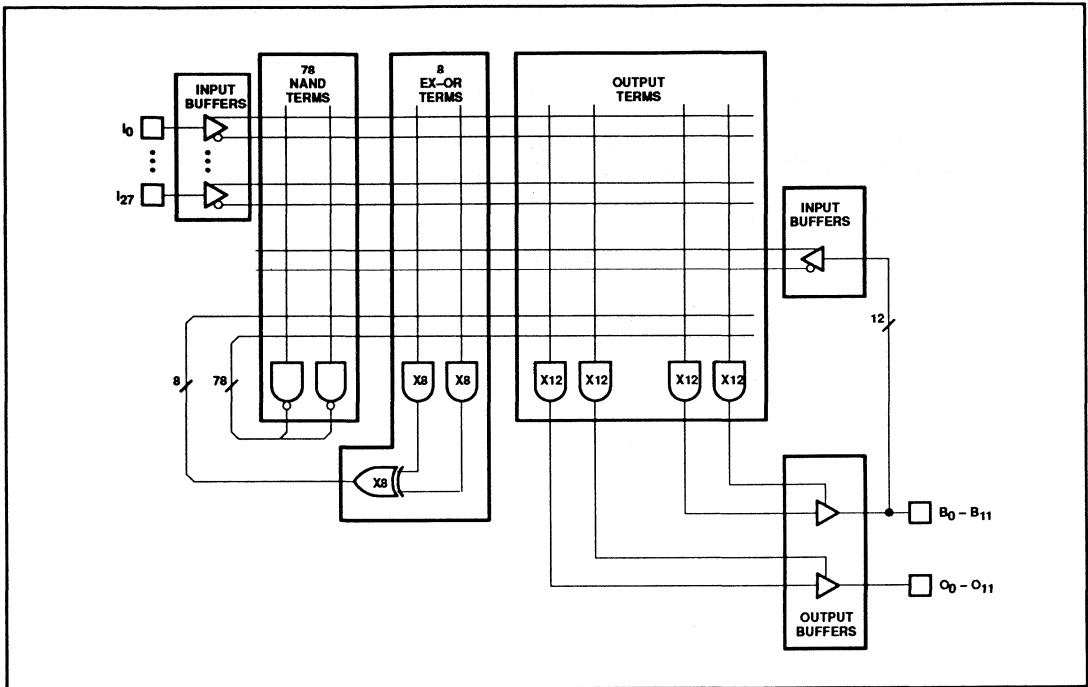 78
NAND
TERMS
8
EX–OR
TERMS
OUTPUT
TERMS
INPUT
BUFFERS
I0
I27
INPUT
BUFFERS
12
8
78
X8
X8
X12
X12
X12
X12
X8
B0 – B11
O0 – O11
OUTPUT
BUFFERS